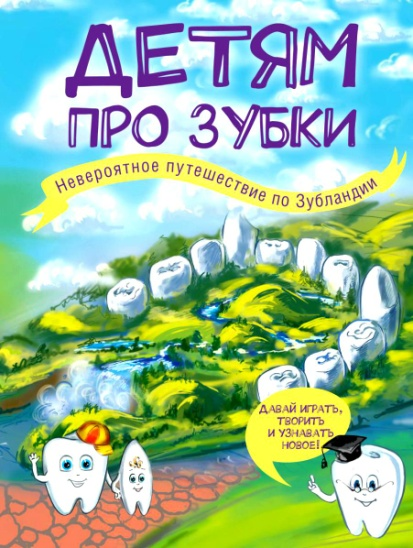 ДЕТЯМ
ПРО ЗУБКИ
Невероятное путешествие по Зубландии
ДАВАЙ ИГРАТЬ,
ТВОРИТЬ
И УЗНАВАТЬ
НОВОЕ!